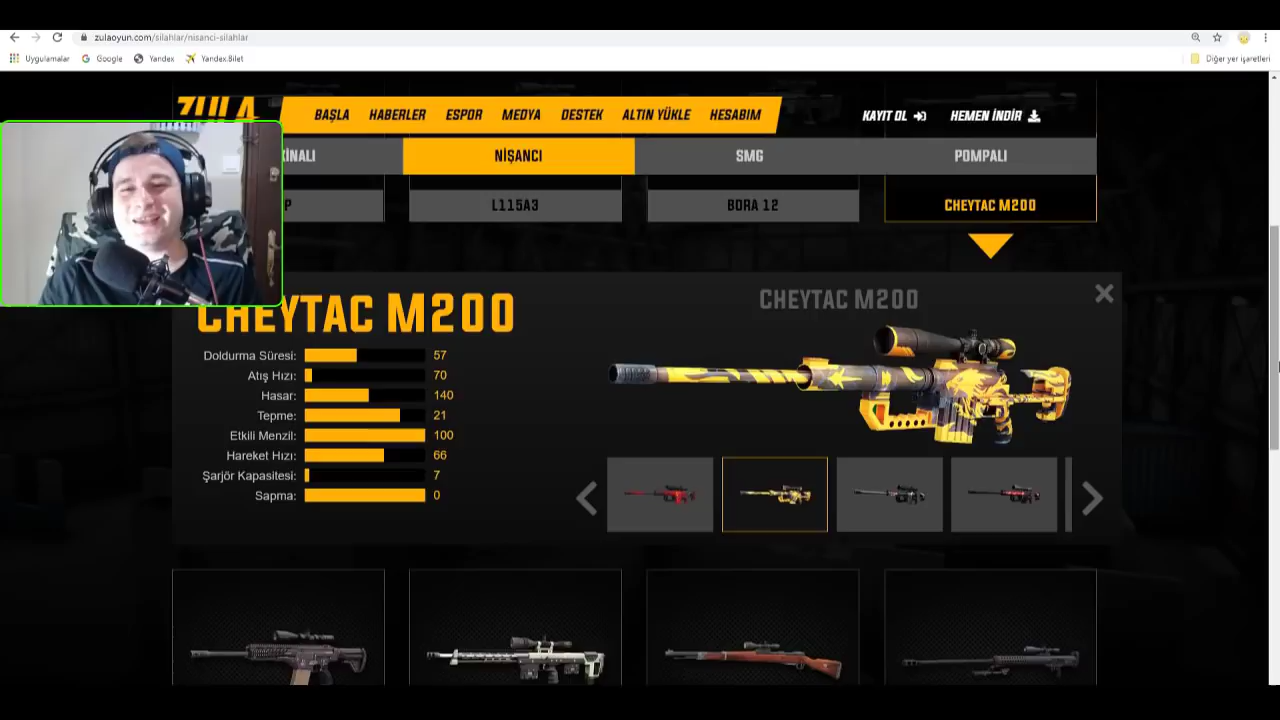 zulaoyun.com/silahlar/nisanci-silahlar
Uygulamalar Google Yandex Yandex.Bilet Diğer yer işaretleri
ZULA BAŞLA HABERLER ESPOR MEDYA DESTEK ALTIN YÜKLE HESABIM KAYIT OL HEMEN İNDİR
KİNALI NİŞANCI SMG POMPALI
P L115A3 BORA 12 CHEYTAC M200
CHEYTAC M200
CHEYTAC M200
Doldurma Süresi: 57
Atış Hızı: 70
Hasar: 140
Tepme: 21
Etkili Menzil: 100
Hareket Hızı: 66
Şarjör Kapasitesi: 7
Sapma: 0